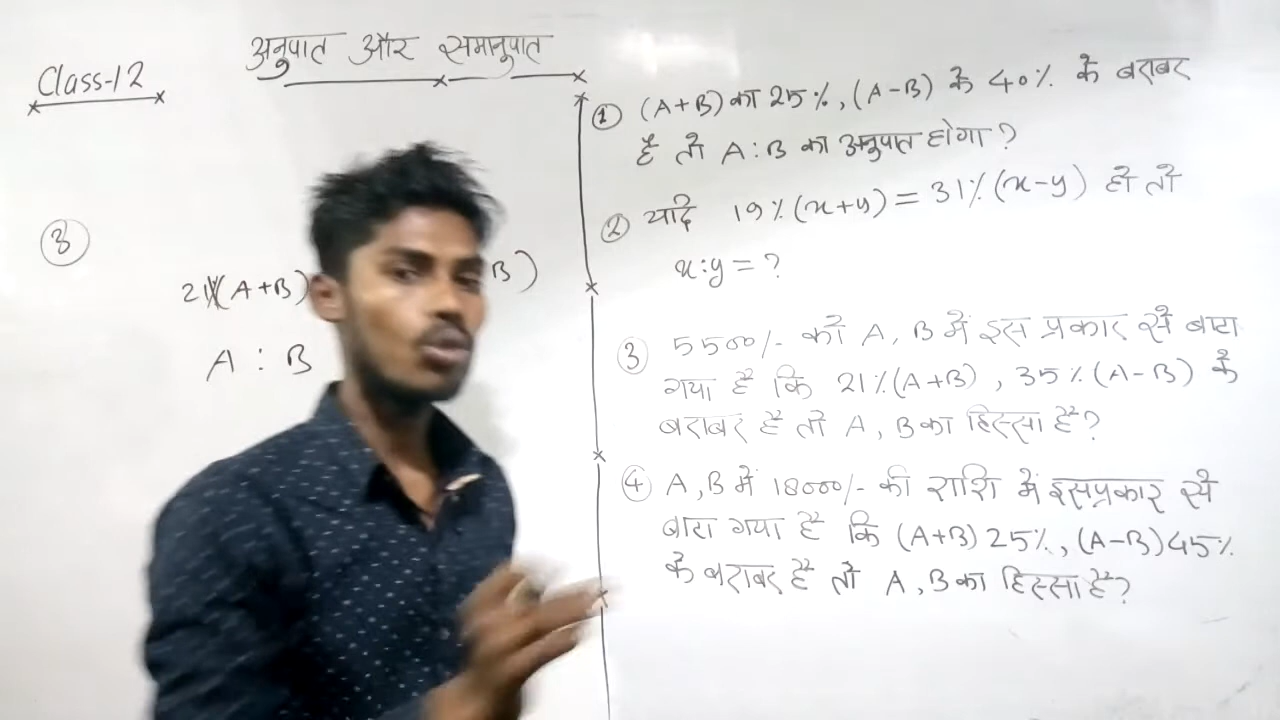 Class-12
अनुपात और समानुपात
① (A+B) का 25%, (A-B) के 40% के बराबर
है तो A:B का अनुपात होगा?
② यदि 19%(x+y) = 31%(x-y) हो तो
x:y = ?
③ 5500/- को A, B में इस प्रकार से बाटा
गया है कि 21%(A+B), 35%(A-B) के
बराबर है तो A, B का हिस्सा है?
④ A, B में 18000/- की राशि में इसप्रकार से
बाटा गया है कि (A+B) 25%, (A-B) 45%
के बराबर है तो A, B का हिस्सा है?
③
21%(A+B) B)
A : B